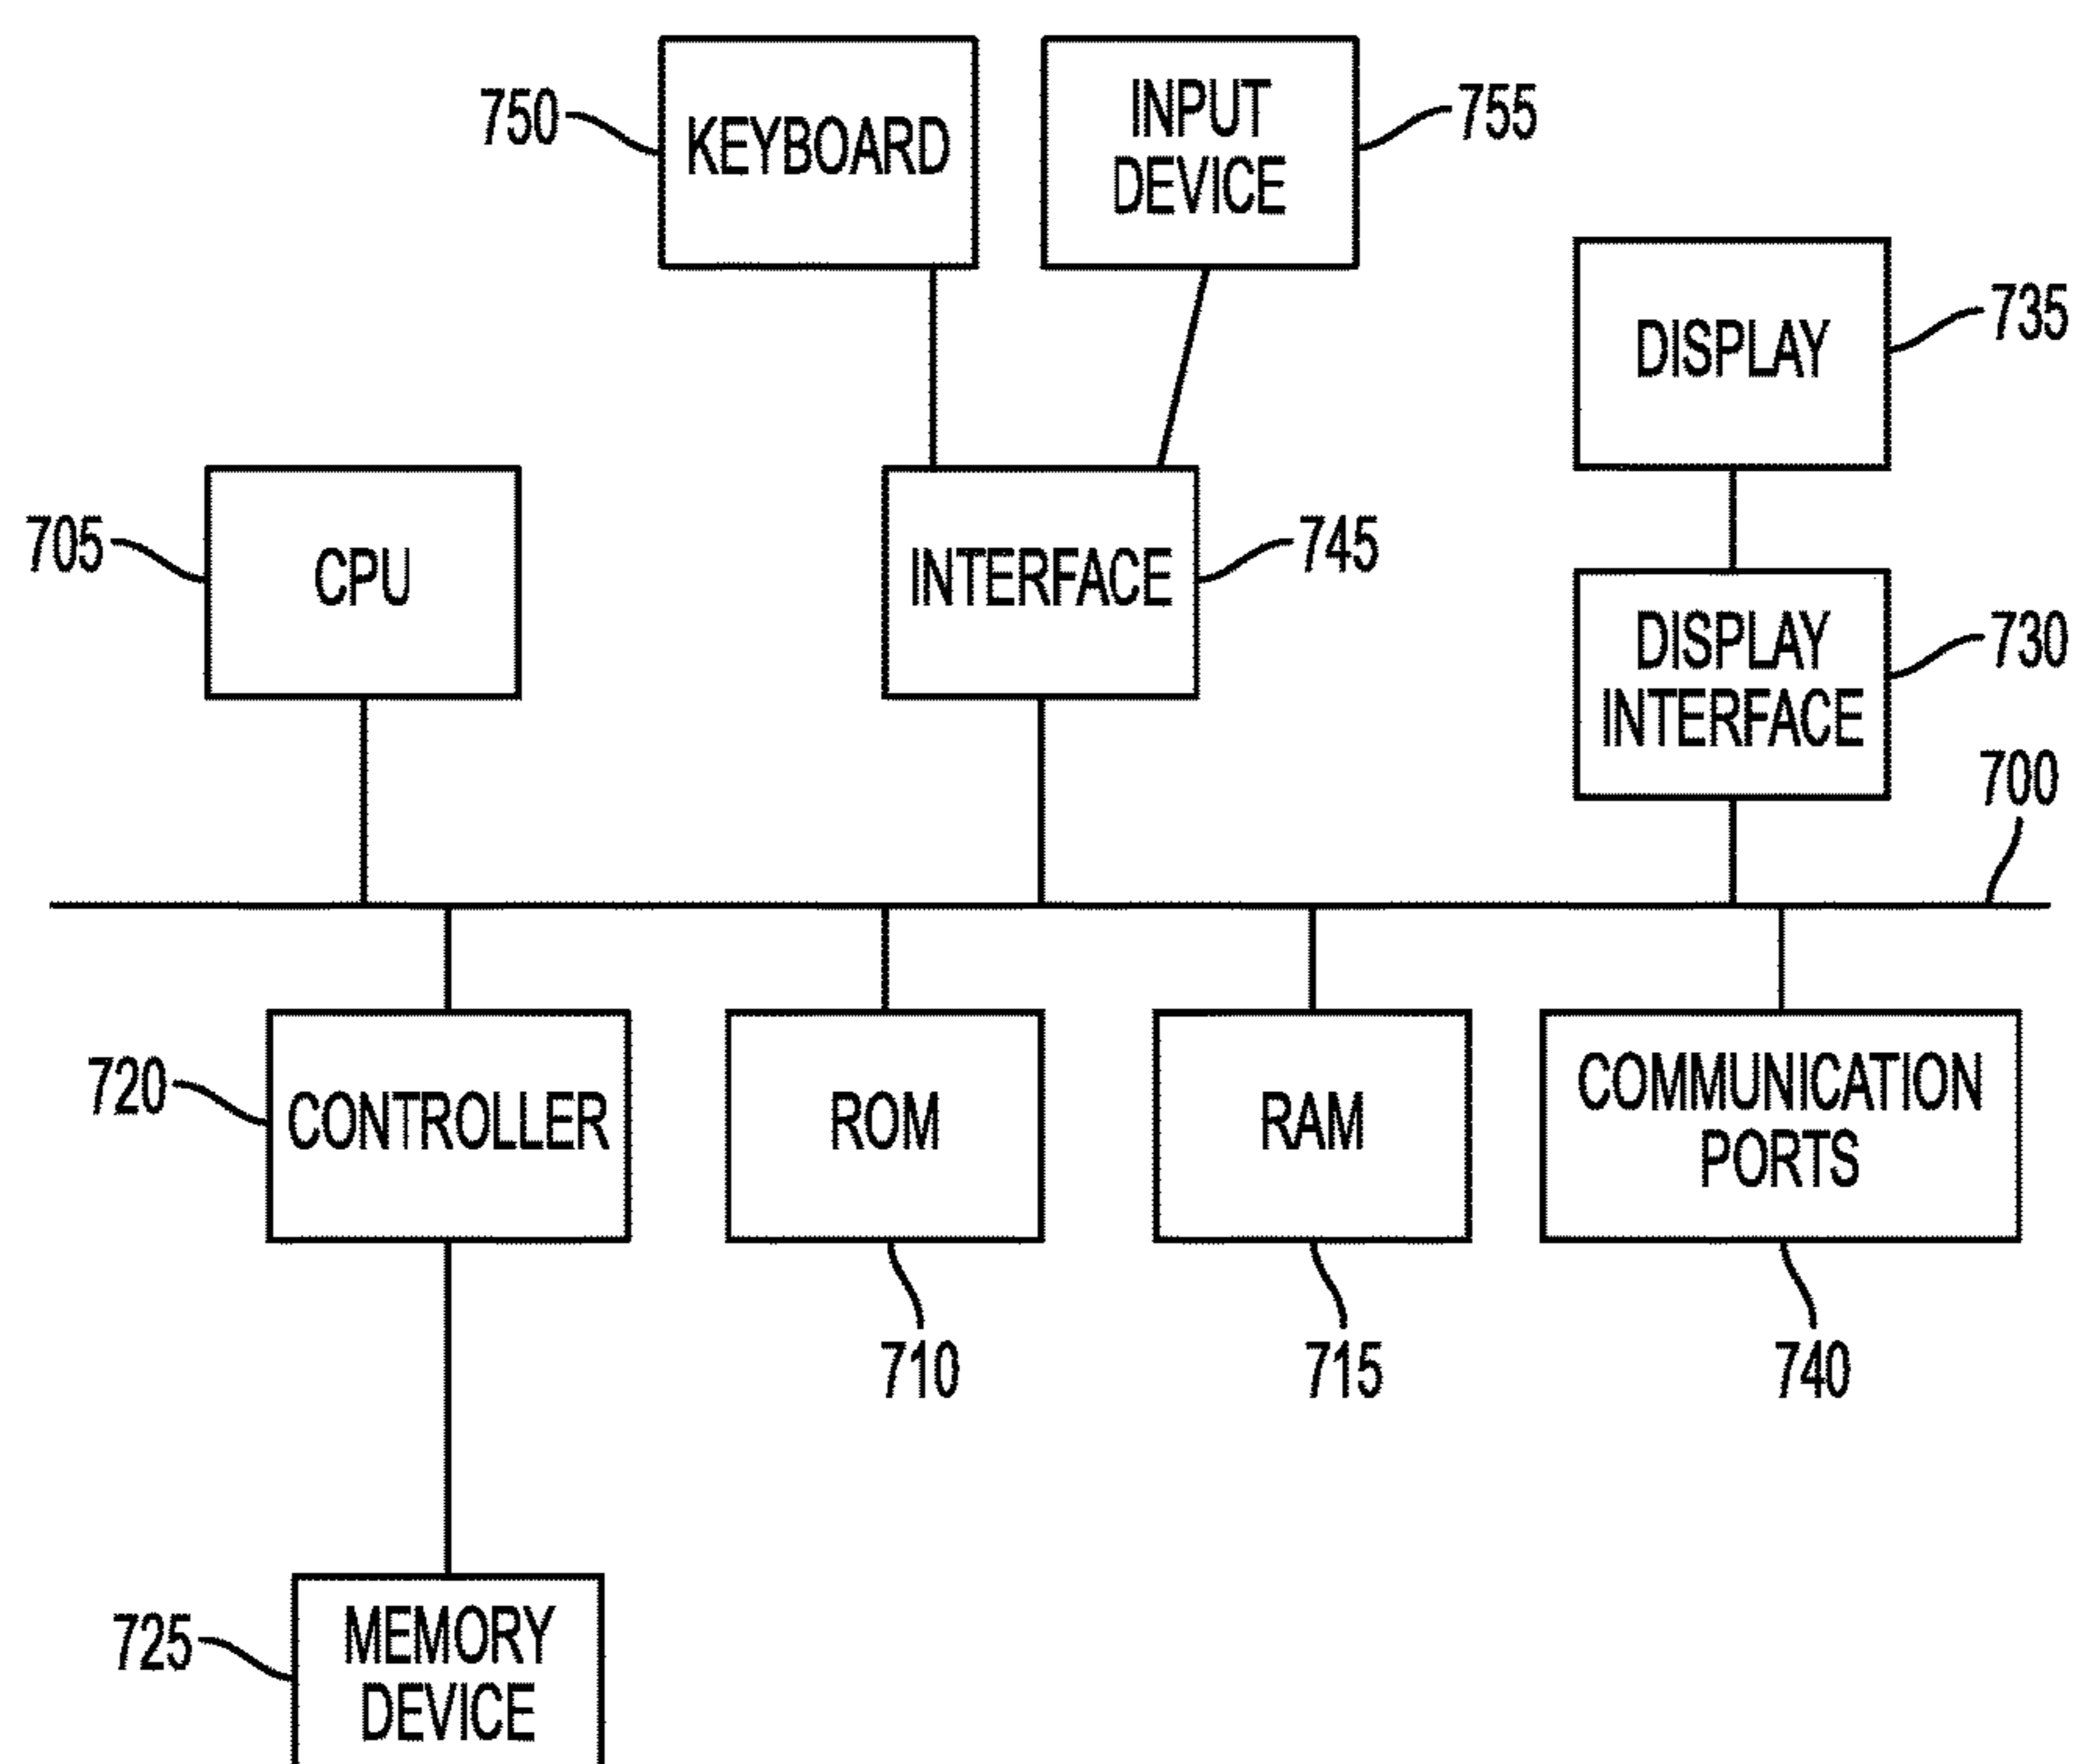 750
KEYBOARD
INPUT
DEVICE
755
DISPLAY
735
705
CPU
INTERFACE
745
DISPLAY
INTERFACE
730
700
720
CONTROLLER
ROM
RAM
COMMUNICATION
PORTS
710
715
740
725
MEMORY
DEVICE